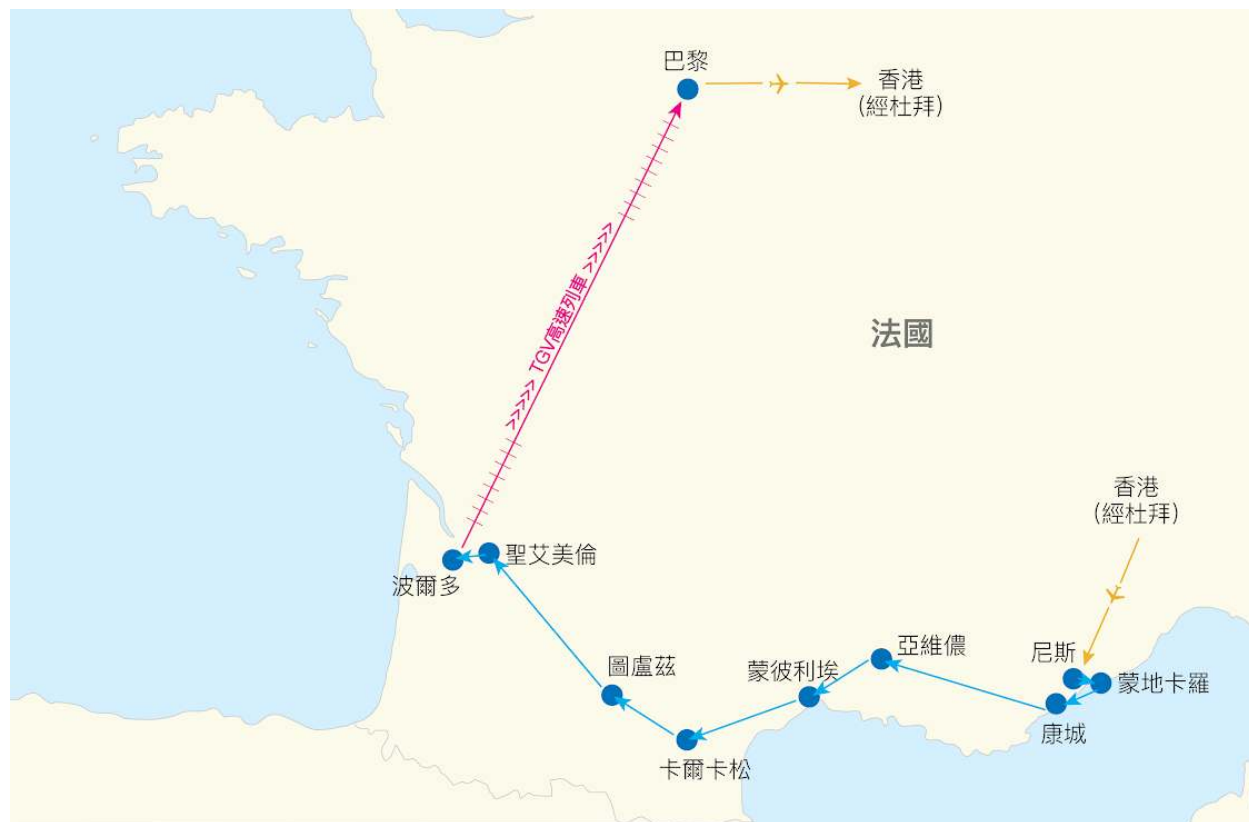 巴黎
香港
(經杜拜)
>>>>> TGV高速列車 >>>>>
法國
香港
(經杜拜)
聖艾美倫
波爾多
圖盧茲
蒙彼利埃
亞維儂
尼斯
蒙地卡羅
康城
卡爾卡松